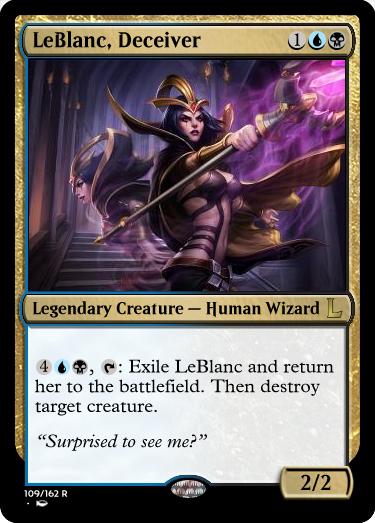 LeBlanc, Deceiver 1
Legendary Creature — Human Wizard L
4, : Exile LeBlanc and return
her to the battlefield. Then destroy
target creature.
“Surprised to see me?”
2/2
109/162 R